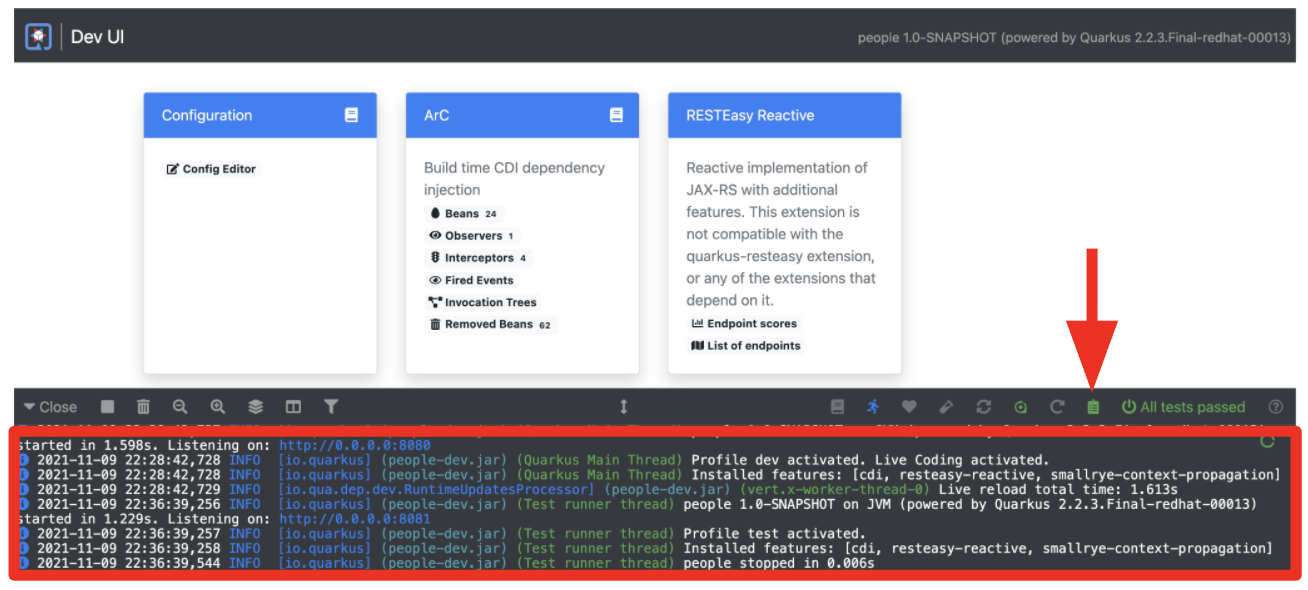 Dev UI
people 1.0-SNAPSHOT (powered by Quarkus 2.2.3.Final-redhat-00013)
Configuration
Config Editor
ArC
Build time CDI dependency
injection
Beans 24
Observers 1
Interceptors 4
Fired Events
Invocation Trees
Removed Beans 62
RESTEasy Reactive
Reactive implementation of
JAX-RS with additional
features. This extension is
not compatible with the
quarkus-resteasy extension,
or any of the extensions that
depend on it.
Endpoint scores
List of endpoints
Close
All tests passed
started in 1.598s. Listening on: http://0.0.0.0:8080
2021-11-09 22:28:42,728 INFO [io.quarkus] (people-dev.jar) (Quarkus Main Thread) Profile dev activated. Live Coding activated.
2021-11-09 22:28:42,728 INFO [io.quarkus] (people-dev.jar) (Quarkus Main Thread) Installed features: [cdi, resteasy-reactive, smallrye-context-propagation]
2021-11-09 22:28:42,729 INFO [io.qua.dep.dev.RuntimeUpdatesProcessor] (people-dev.jar) (vert.x-worker-thread-0) Live reload total time: 1.613s
2021-11-09 22:36:39,256 INFO [io.quarkus] (people-dev.jar) (Test runner thread) people 1.0-SNAPSHOT on JVM (powered by Quarkus 2.2.3.Final-redhat-00013)
started in 1.229s. Listening on: http://0.0.0.0:8081
2021-11-09 22:36:39,257 INFO [io.quarkus] (people-dev.jar) (Test runner thread) Profile test activated.
2021-11-09 22:36:39,258 INFO [io.quarkus] (people-dev.jar) (Test runner thread) Installed features: [cdi, resteasy-reactive, smallrye-context-propagation]
2021-11-09 22:36:39,544 INFO [io.quarkus] (people-dev.jar) (Test runner thread) people stopped in 0.006s